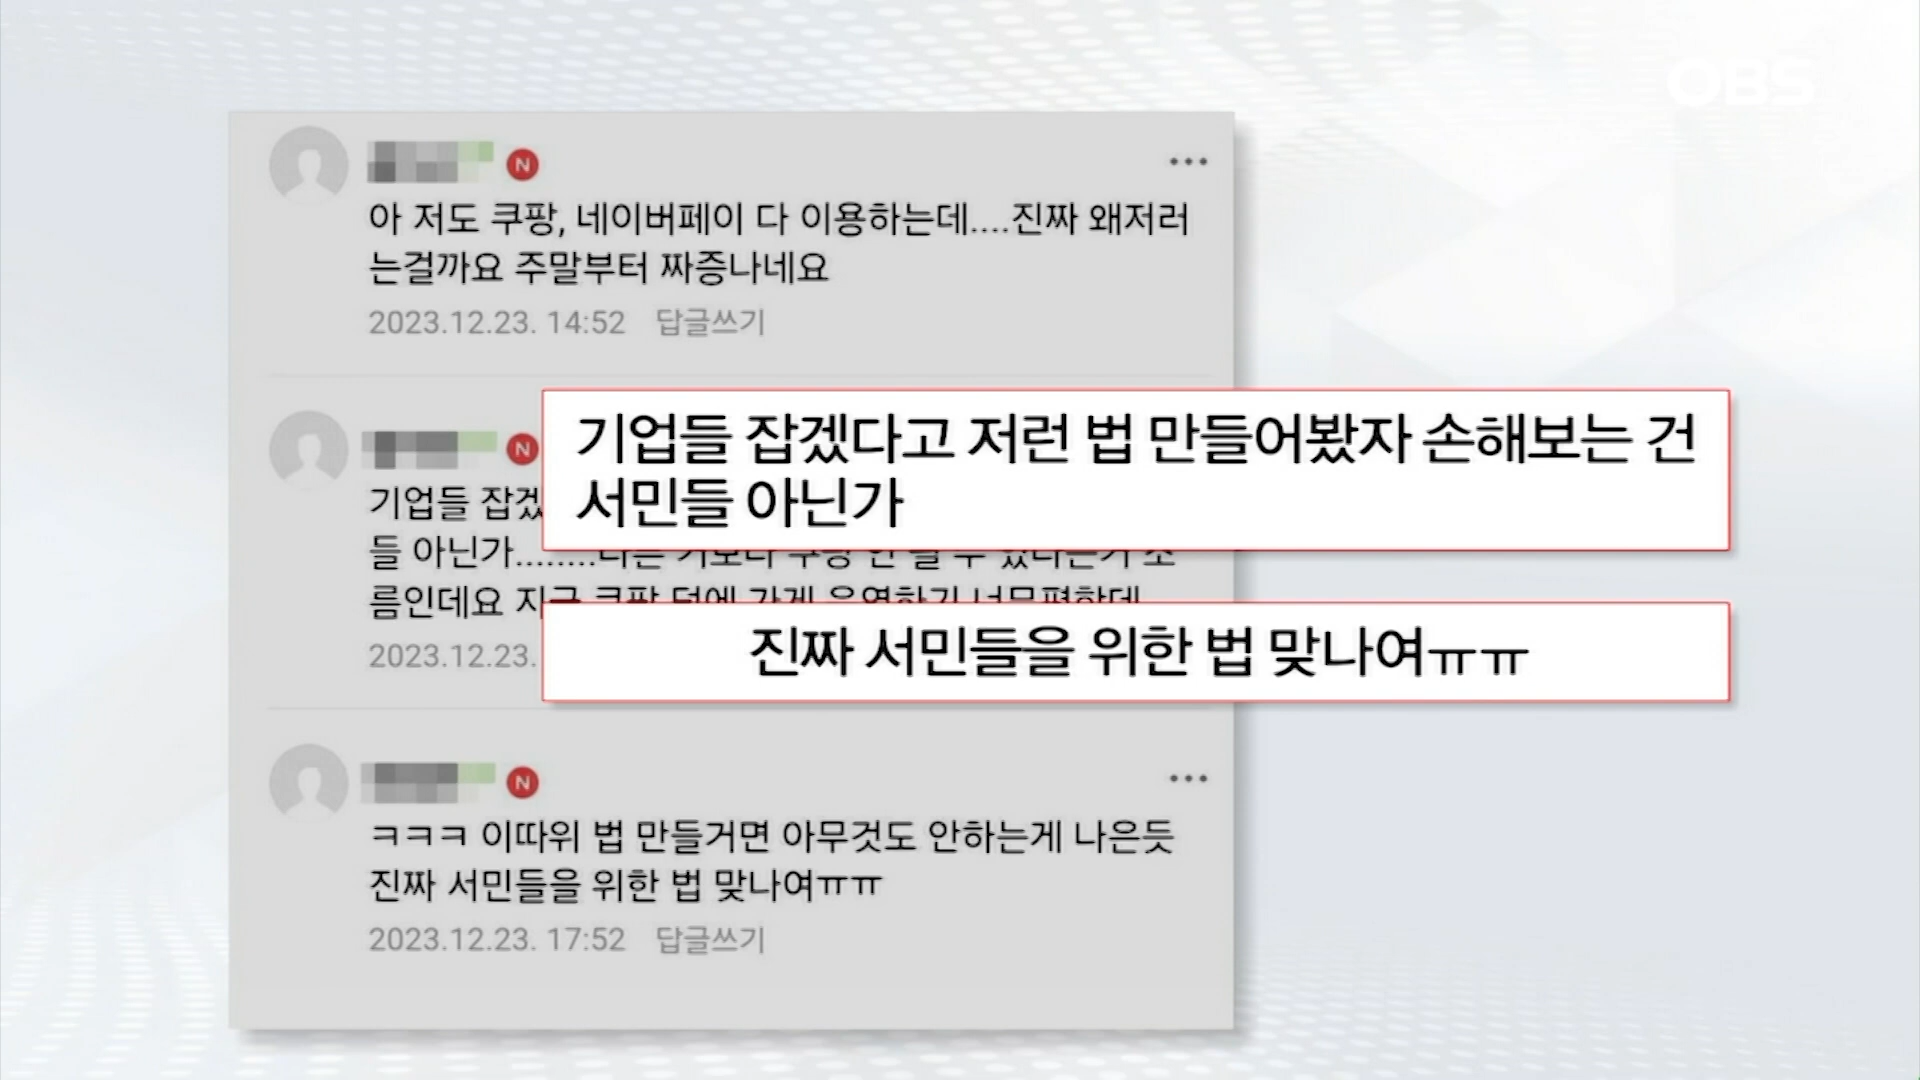 OBS
N
아 저도 쿠팡, 네이버페이 다 이용하는데....진짜 왜저러
는걸까요 주말부터 짜증나네요
2023.12.23. 14:52 답글쓰기
N
기업들 잡겠
들 아닌가........
름인데요
2023.12.23.
기업들 잡겠다고 저런 법 만들어봤자 손해보는 건
서민들 아닌가
진짜 서민들을 위한 법 맞나여ㅠㅠ
N
ㅋㅋㅋ 이따위 법 만들거면 아무것도 안하는게 나은듯
진짜 서민들을 위한 법 맞나여ㅠㅠ
2023.12.23. 17:52 답글쓰기